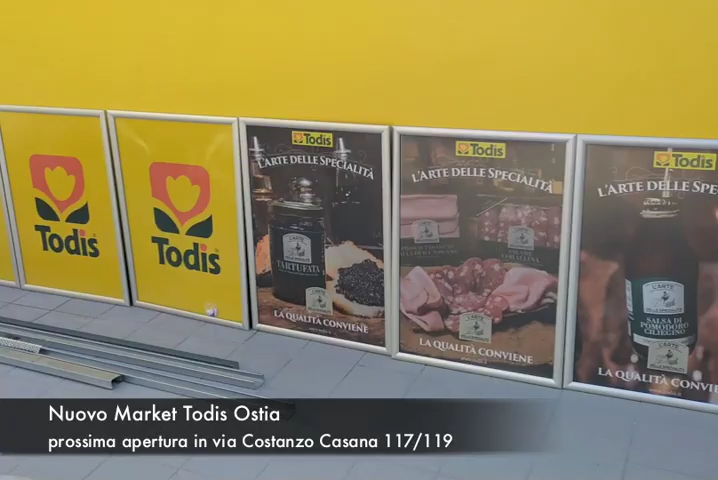 Todis
Todis
Todis
L'ARTE DELLE SPECIALITÀ
L'ARTE
TARTUFATA
LA QUALITÀ CONVIENE
Todis
L'ARTE DELLE SPECIALITÀ
LA QUALITÀ CONVIENE
Todis
L'ARTE DELLE SPE
L'ARTE
SALSA DI
POMODORO
CILIEGINO
LA QUALITÀ CONVIE
Nuovo Market Todis Ostia
prossima apertura in via Costanzo Casana 117/119